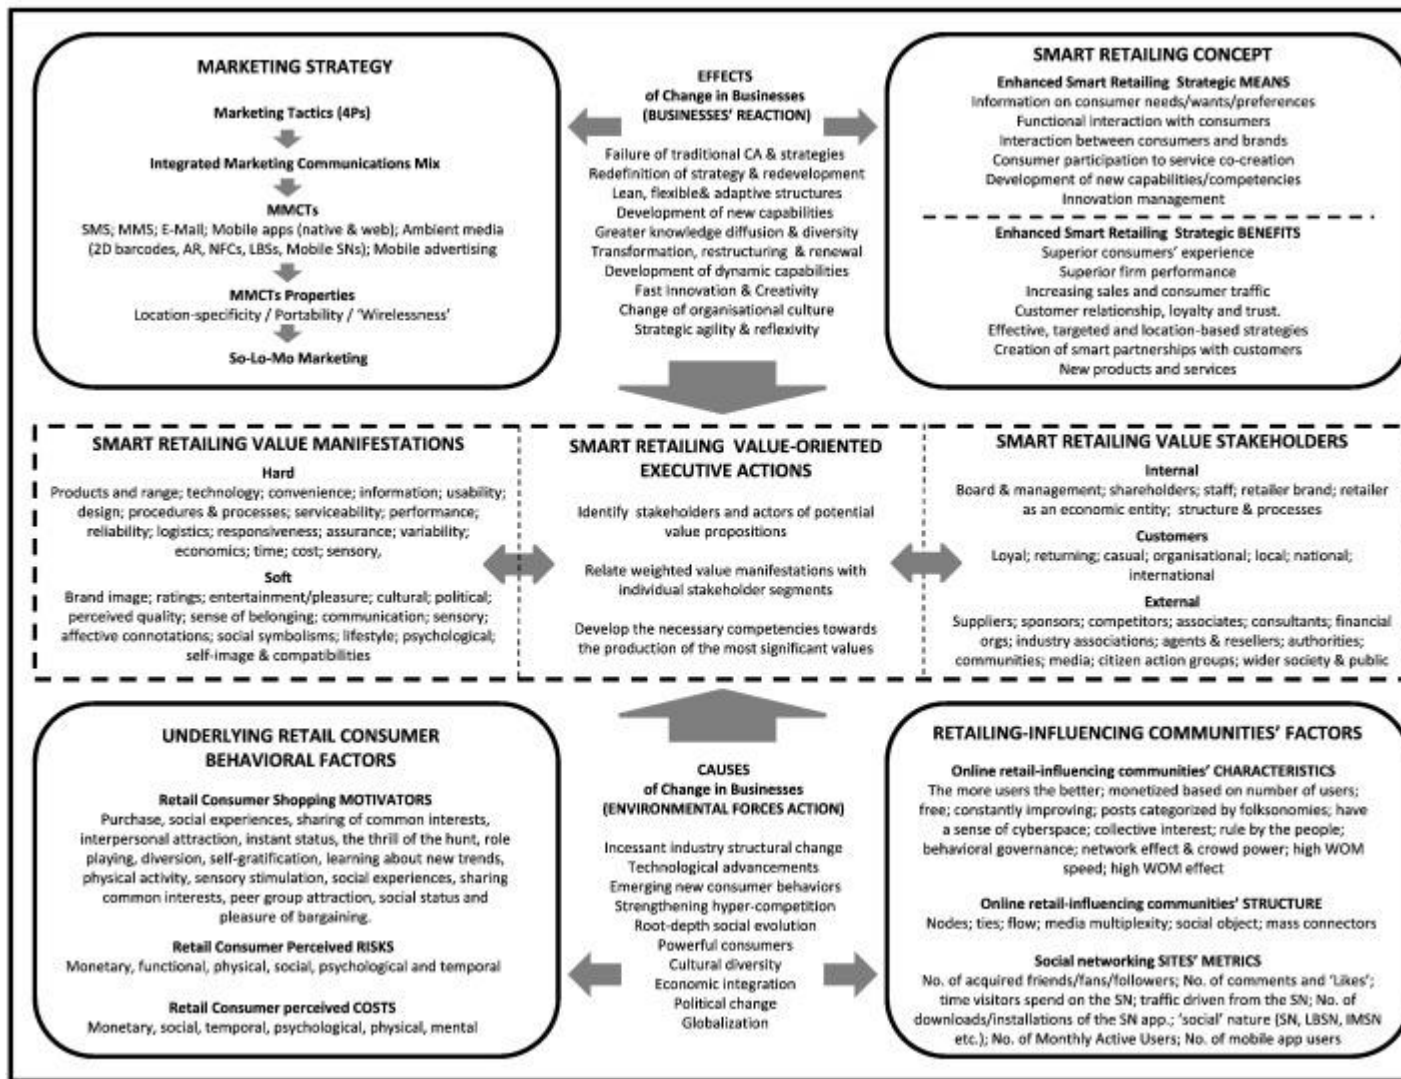 MARKETING STRATEGY
Marketing Tactics (4Ps)
Integrated Marketing Communications Mix
MMCTs
SMS; MMS; E-Mail; Mobile apps (native & web); Ambient media
(2D barcodes, AR, NFCs, LBSs, Mobile SNs); Mobile advertising
MMCTs Properties
Location-specificity / Portability / 'Wirelessness'
So-Lo-Mo Marketing
EFFECTS
of Change in Businesses
(BUSINESSES' REACTION)
Failure of traditional CA & strategies
Redefinition of strategy & redevelopment
Lean, flexible& adaptive structures
Development of new capabilities
Greater knowledge diffusion & diversity
Transformation, restructuring & renewal
Development of dynamic capabilities
Fast Innovation & Creativity
Change of organisational culture
Strategic agility & reflexivity
SMART RETAILING CONCEPT
Enhanced Smart Retailing Strategic MEANS
Information on consumer needs/wants/preferences
Functional interaction with consumers
Interaction between consumers and brands
Consumer participation to service co-creation
Development of new capabilities/competencies
Innovation management
Enhanced Smart Retailing Strategic BENEFITS
Superior consumers' experience
Superior firm performance
Increasing sales and consumer traffic
Customer relationship, loyalty and trust.
Effective, targeted and location-based strategies
Creation of smart partnerships with customers
New products and services
SMART RETAILING VALUE MANIFESTATIONS
Hard
Products and range; technology; convenience; information; usability;
design; procedures & processes; serviceability; performance;
reliability; logistics; responsiveness; assurance; variability;
economics; time; cost; sensory,
Soft
Brand image; ratings; entertainment/pleasure; cultural; political;
perceived quality; sense of belonging; communication; sensory;
affective connotations; social symbolisms; lifestyle; psychological;
self-image & compatibilities
SMART RETAILING VALUE-ORIENTED
EXECUTIVE ACTIONS
Identify stakeholders and actors of potential
value propositions
Relate weighted value manifestations with
individual stakeholder segments
Develop the necessary competencies towards
the production of the most significant values
SMART RETAILING VALUE STAKEHOLDERS
Internal
Board & management; shareholders; staff; retailer brand; retailer
as an economic entity; structure & processes
Customers
Loyal; returning; casual; organisational; local; national;
international
External
Suppliers; sponsors; competitors; associates; consultants; financial
orgs; industry associations; agents & resellers; authorities;
communities; media; citizen action groups; wider society & public
UNDERLYING RETAIL CONSUMER
BEHAVIORAL FACTORS
Retail Consumer Shopping MOTIVATORS
Purchase, social experiences, sharing of common interests,
interpersonal attraction, instant status, the thrill of the hunt, role
playing, diversion, self-gratification, learning about new trends,
physical activity, sensory stimulation, social experiences, sharing
common interests, peer group attraction, social status and
pleasure of bargaining.
Retail Consumer Perceived RISKS
Monetary, functional, physical, social, psychological and temporal
Retail Consumer perceived COSTS
Monetary, social, temporal, psychological, physical, mental
CAUSES
of Change in Businesses
(ENVIRONMENTAL FORCES ACTION)
Incessant industry structural change
Technological advancements
Emerging new consumer behaviors
Strengthening hyper-competition
Root-depth social evolution
Powerful consumers
Cultural diversity
Economic integration
Political change
Globalization
RETAILING-INFLUENCING COMMUNITIES' FACTORS
Online retail-influencing communities' CHARACTERISTICS
The more users the better; monetized based on number of users;
free; constantly improving; posts categorized by folksonomies; have
a sense of cyberspace; collective interest; rule by the people;
behavioral governance; network effect & crowd power; high WOM
speed; high WOM effect
Online retail-influencing communities' STRUCTURE
Nodes; ties; flow; media multiplexity; social object; mass connectors
Social networking SITES' METRICS
No. of acquired friends/fans/followers; No. of comments and 'Likes';
time visitors spend on the SN; traffic driven from the SN; No. of
downloads/installations of the SN app.; 'social' nature (SN, LBSN, IMSN
etc.); No. of Monthly Active Users; No. of mobile app users